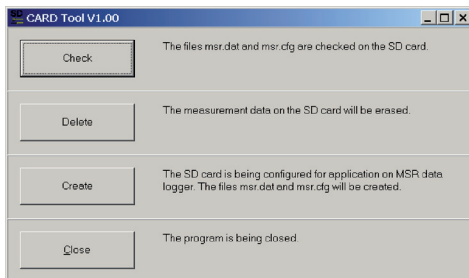 CARD Tool V1.00
Check
The files msr.dat and msr.cfg are checked on the SD card.
Delete
The measurement data on the SD card will be erased.
Create
The SD card is being configured for application on MSR data
logger. The files msr.dat and msr.cfg will be created.
Close
The program is being closed.